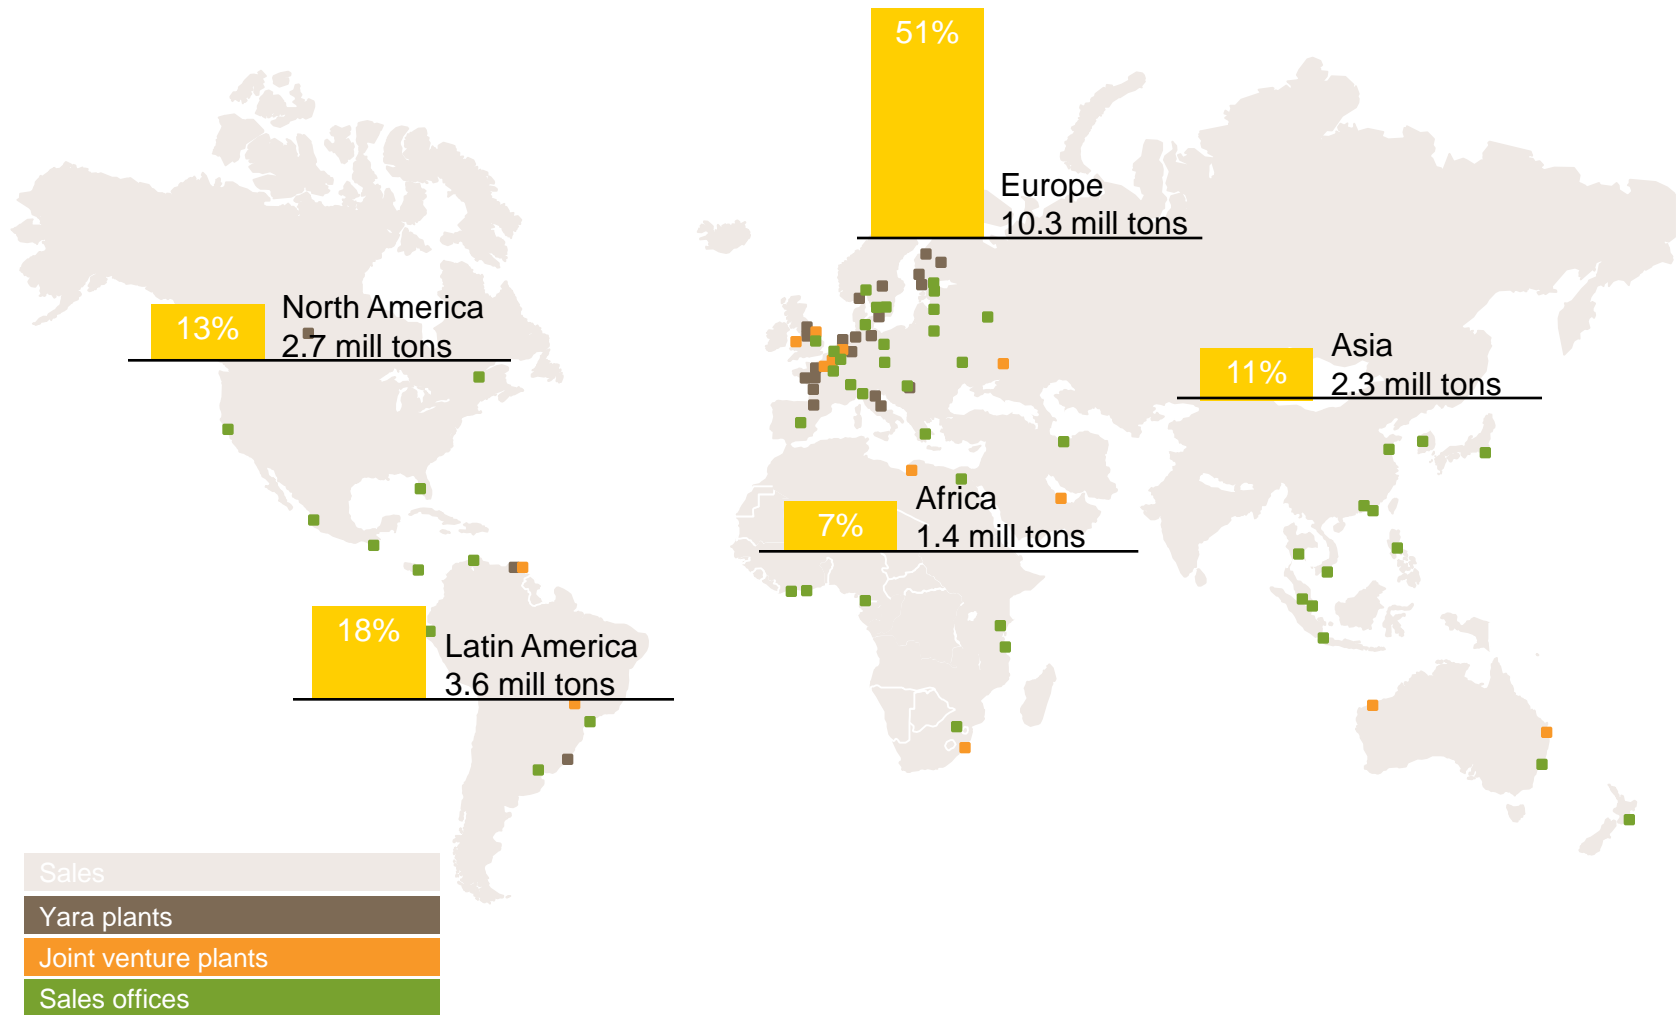 51%
Europe
10.3 mill tons
13%
North America
2.7 mill tons
11%
Asia
2.3 mill tons
7%
Africa
1.4 mill tons
18%
Latin America
3.6 mill tons
Sales
Yara plants
Joint venture plants
Sales offices